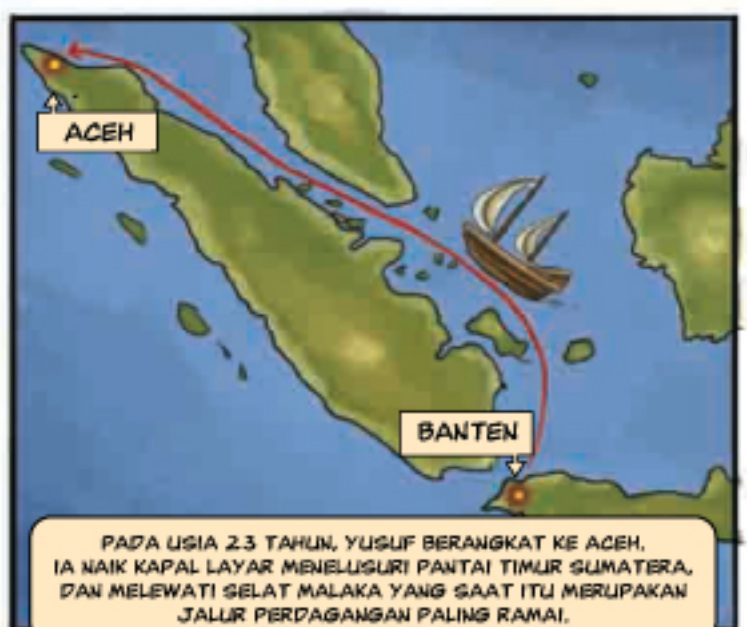 ACEH
BANTEN
PADA USIA 23 TAHUN, YUSUF BERANGKAT KE ACEH.
IA NAIK KAPAL LAYAR MENELUSURI PANTAI TIMUR SUMATERA,
DAN MELEWATI SELAT MALAKA YANG SAAT ITU MERUPAKAN
JALUR PERDAGANGAN PALING RAMAI.